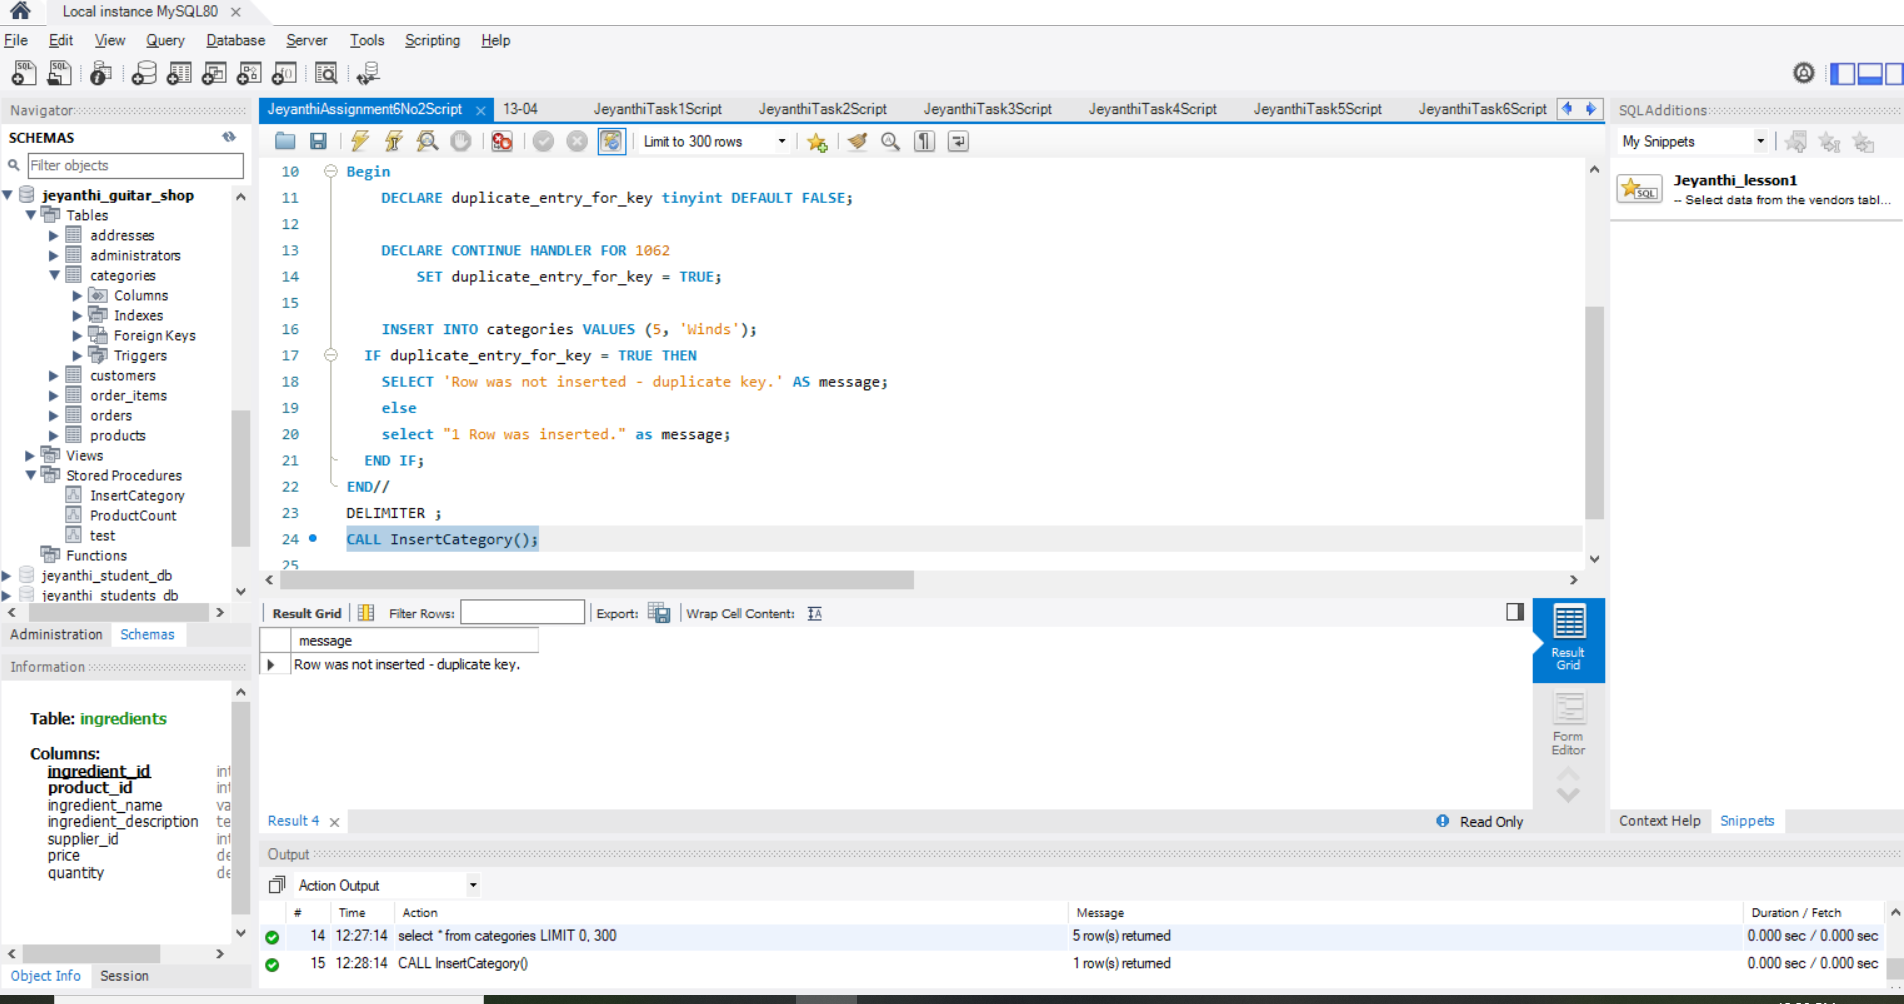 Local instance MySQL80 ×
File Edit View Query Database Server Tools Scripting Help
Navigator
SCHEMAS
Filter objects
jeyanthi_guitar_shop
Tables
addresses
administrators
categories
Columns
Indexes
Foreign Keys
Triggers
customers
order_items
orders
products
Views
Stored Procedures
InsertCategory
ProductCount
test
Functions
jeyanthi_student_db
jeyanthi_students_db
Administration Schemas
Information
Table: ingredients
Columns:
ingredient_id int
product_id int
ingredient_name va
ingredient_description te
supplier_id int
price de
quantity de
Object Info Session
JeyanthiAssignment6No2Script × 13-04 JeyanthiTask1Script JeyanthiTask2Script JeyanthiTask3Script JeyanthiTask4Script JeyanthiTask5Script JeyanthiTask6Script
Limit to 300 rows
10 Begin
11 DECLARE duplicate_entry_for_key tinyint DEFAULT FALSE;
12
13 DECLARE CONTINUE HANDLER FOR 1062
14 SET duplicate_entry_for_key = TRUE;
15
16 INSERT INTO categories VALUES (5, 'Winds');
17 IF duplicate_entry_for_key = TRUE THEN
18 SELECT 'Row was not inserted - duplicate key.' AS message;
19 else
20 select "1 Row was inserted." as message;
21 END IF;
22 END//
23 DELIMITER ;
24 CALL InsertCategory();
25
Result Grid Filter Rows: Export: Wrap Cell Content:
message
Row was not inserted - duplicate key.
Result Grid
Form Editor
Result 4 × Read Only
Output
Action Output
# Time Action Message Duration / Fetch
14 12:27:14 select * from categories LIMIT 0, 300 5 row(s) returned 0.000 sec / 0.000 sec
15 12:28:14 CALL InsertCategory() 1 row(s) returned 0.000 sec / 0.000 sec
SQLAdditions
My Snippets
SQL
Jeyanthi_lesson1
-- Select data from the vendors tabl...
Context Help Snippets